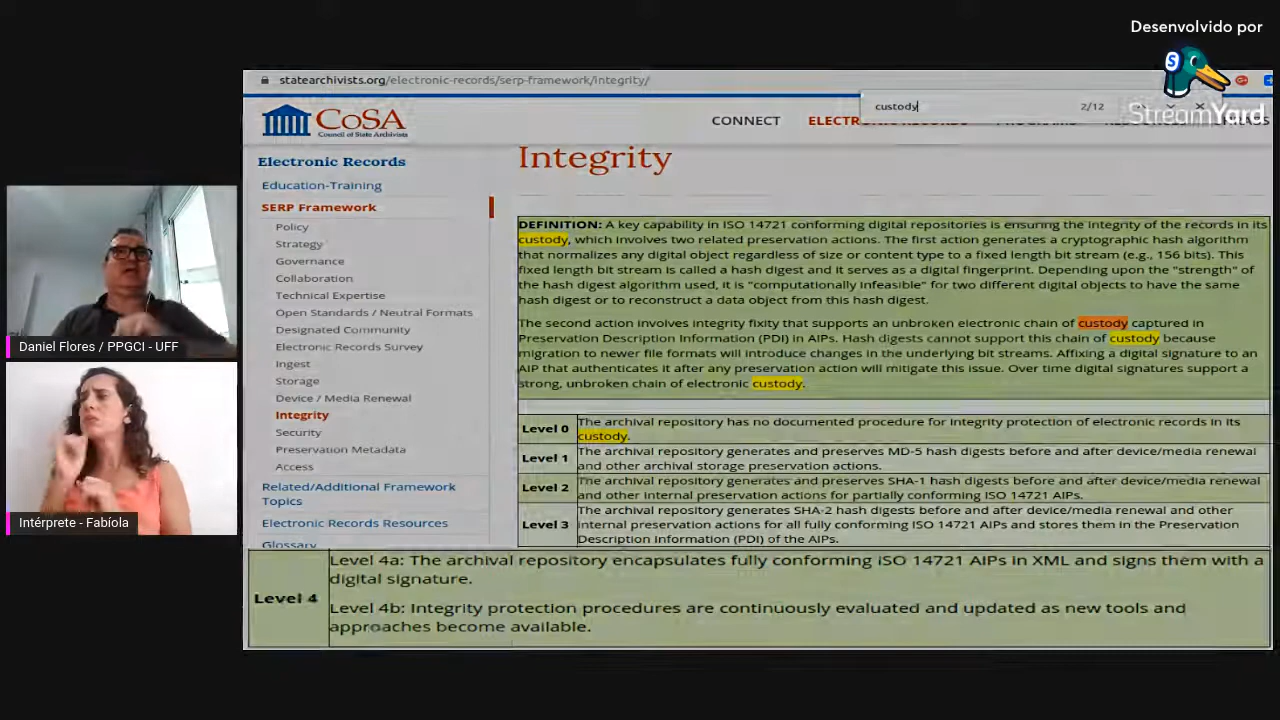 Desenvolvido por
StreamYard
statearchivists.org/electronic-records/serp-framework/integrity/
custody
2/12
CoSA
Council of State Archivists
CONNECT
Electronic Records
Education-Training
SERP Framework
Policy
Strategy
Governance
Collaboration
Technical Expertise
Open Standards / Neutral Formats
Designated Community
Electronic Records Survey
Ingest
Storage
Device / Media Renewal
Integrity
Security
Preservation Metadata
Access
Related/Additional Framework
Topics
Electronic Records Resources
Glossary
Integrity
DEFINITION: A key capability in ISO 14721 conforming digital repositories is ensuring the integrity of the records in its
custody, which involves two related preservation actions. The first action generates a cryptographic hash algorithm
that normalizes any digital object regardless of size or content type to a fixed length bit stream (e.g., 156 bits). This
fixed length bit stream is called a hash digest and it serves as a digital fingerprint. Depending upon the "strength" of
the hash digest algorithm used, it is "computationally infeasible" for two different digital objects to have the same
hash digest or to reconstruct a data object from this hash digest.
The second action involves integrity fixity that supports an unbroken electronic chain of custody captured in
Preservation Description Information (PDI) in AIPs. Hash digests cannot support this chain of custody because
migration to newer file formats will introduce changes in the underlying bit streams. Affixing a digital signature to an
AIP that authenticates it after any preservation action will mitigate this issue. Over time digital signatures support a
strong, unbroken chain of electronic custody.
Level 0
The archival repository has no documented procedure for integrity protection of electronic records in its
custody.
Level 1
The archival repository generates and preserves MD-5 hash digests before and after device/media renewal
and other archival storage preservation actions.
Level 2
The archival repository generates and preserves SHA-1 hash digests before and after device/media renewal
and other internal preservation actions for partially conforming ISO 14721 AIPs.
Level 3
The archival repository generates SHA-2 hash digests before and after device/media renewal and other
internal preservation actions for all fully conforming ISO 14721 AIPs and stores them in the Preservation
Description Information (PDI) of the AIPs.
Level 4
Level 4a: The archival repository encapsulates fully conforming ISO 14721 AIPs in XML and signs them with a
digital signature.
Level 4b: Integrity protection procedures are continuously evaluated and updated as new tools and
approaches become available.
Daniel Flores / PPGCI - UFF
Intérprete - Fabíola